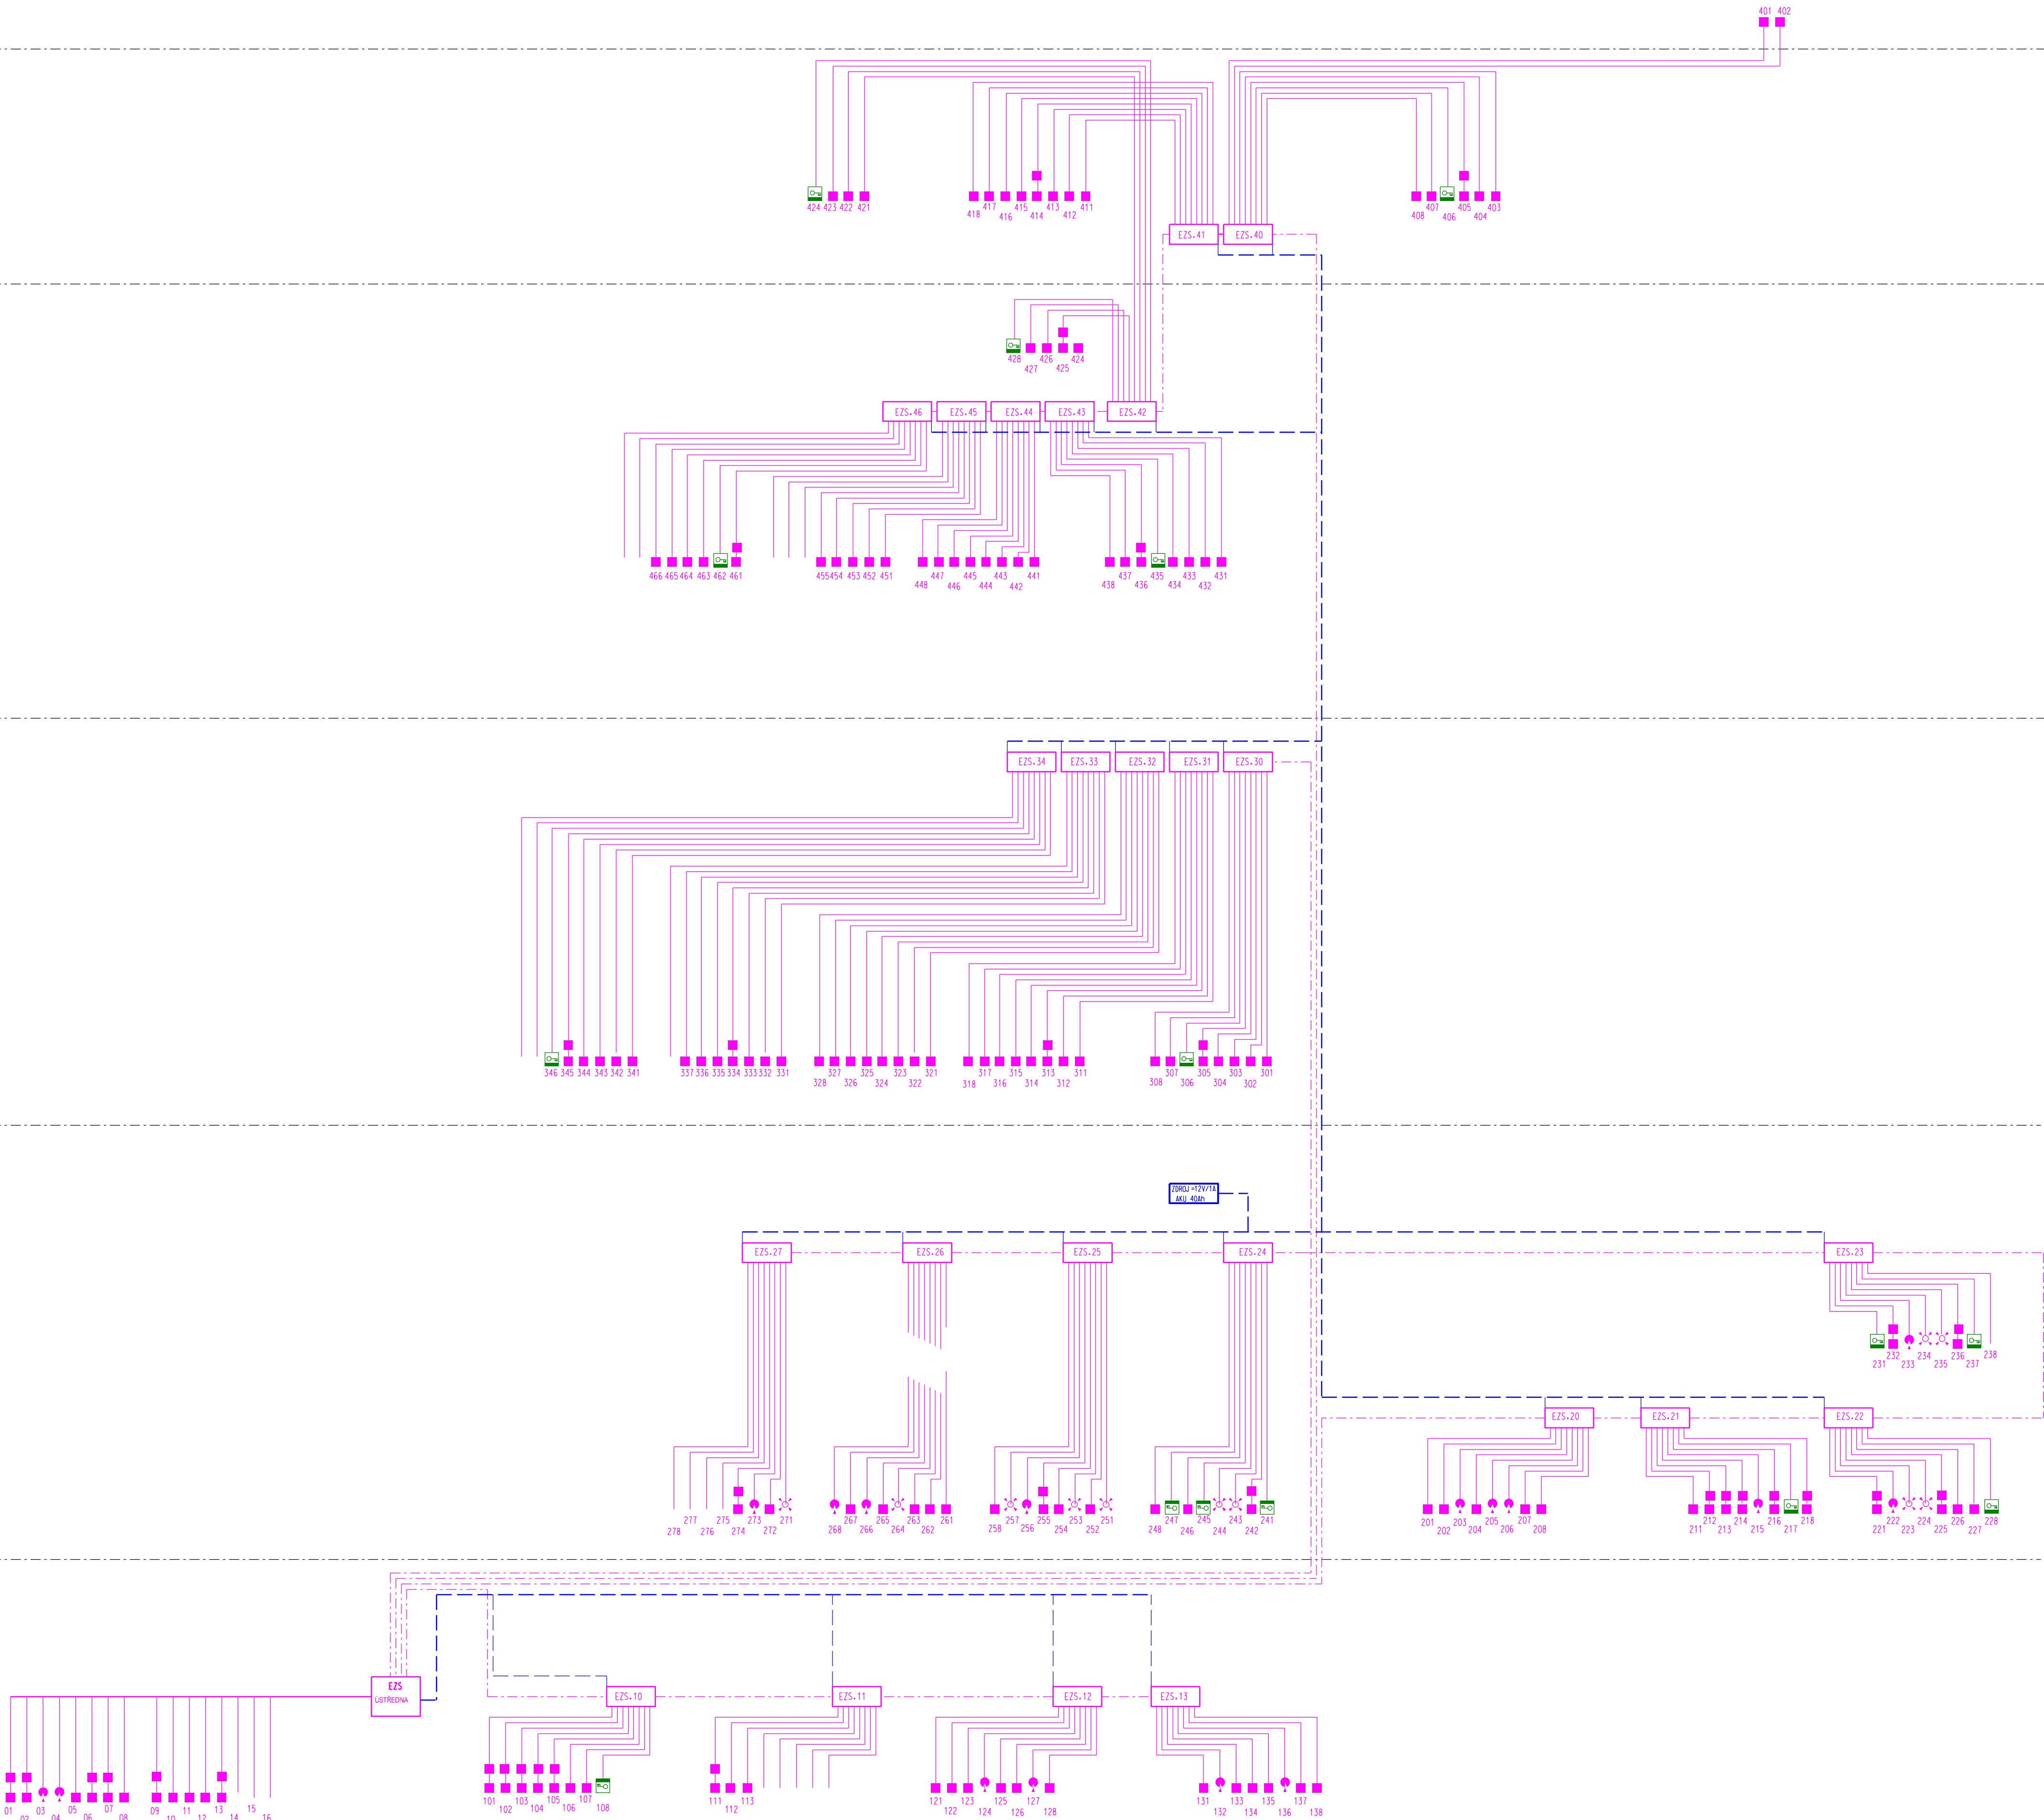 401 402
424 423 422 421 418 417 416 415 414 413 412 411 408 407 406 405 404 403
EZS.41 EZS.40
428 427 426 425 424
EZS.46 EZS.45 EZS.44 EZS.43 EZS.42
466 465 464 463 462 461 455 454 453 452 451 448 447 446 445 444 443 442 441 438 437 436 435 434 433 432 431
EZS.34 EZS.33 EZS.32 EZS.31 EZS.30
346 345 344 343 342 341 337 336 335 334 333 332 331 328 327 326 325 324 323 322 321 318 317 316 315 314 313 312 311 308 307 306 305 304 303 302 301
ZDROJ =12V/1A
AKU 40Ah
EZS.27 EZS.26 EZS.25 EZS.24 EZS.23
231 232 233 234 235 236 237 238
EZS.20 EZS.21 EZS.22
278 277 276 275 274 273 272 271 268 267 266 265 264 263 262 261 258 257 256 255 254 253 252 251 248 247 246 245 244 243 242 241 201 202 203 204 205 206 207 208 211 212 213 214 215 216 217 218 221 222 223 224 225 226 227 228
EZS
ÚSTŘEDNA
EZS.10 EZS.11 EZS.12 EZS.13
101 102 103 104 105 106 107 108 111 112 113 121 122 123 124 125 126 127 128 131 132 133 134 135 136 137 138
01 02 03 04 05 06 07 08 09 10 11 12 13 14 15 16